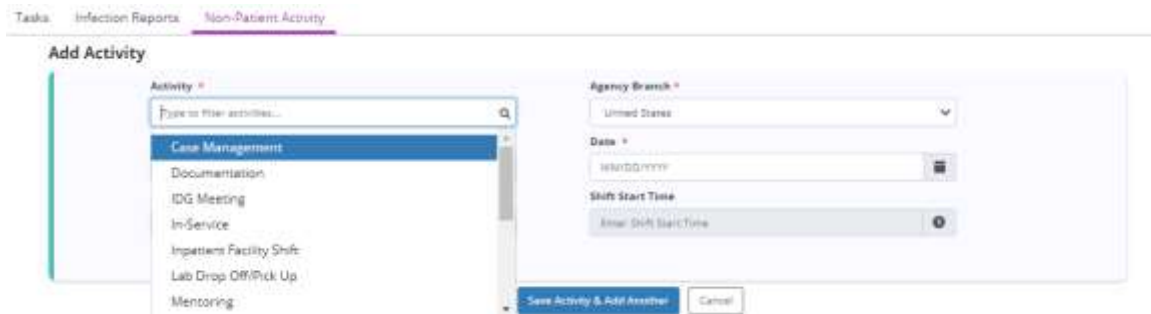 Tasks Infection Reports Non-Patient Activity
Add Activity
Activity *
Type to filter activities...
Case Management
Documentation
IDG Meeting
In-Service
Inpatient Facility Shift
Lab Drop Off/Pick Up
Mentoring
Agency Branch *
United States
Date *
MM/DD/YYYY
Shift Start Time
Enter Shift Start Time
Save Activity & Add Another Cancel